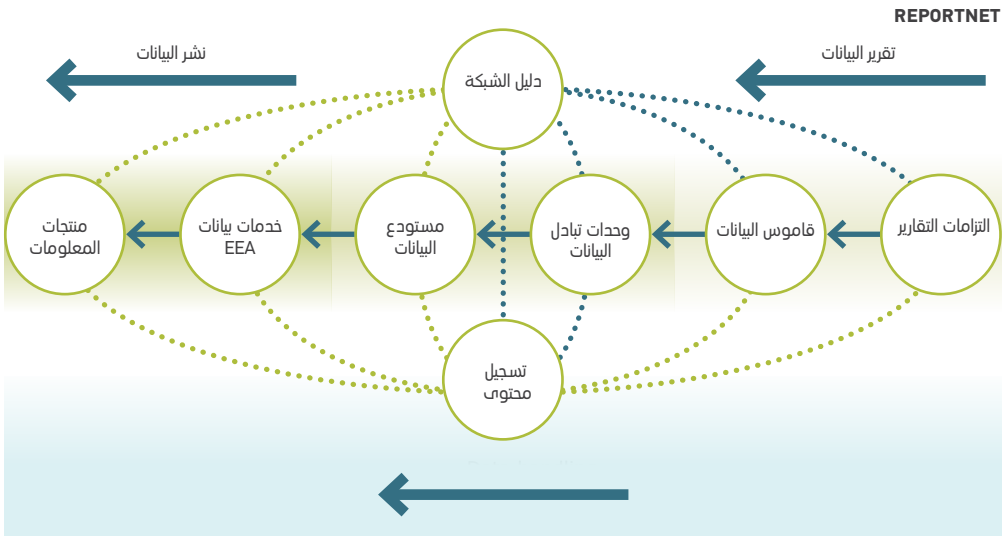 REPORTNET
تقرير البيانات
نشر البيانات
دليل الشبكة
التزامات التقارير
قاموس البيانات
وحدات تبادل
البيانات
مستودع
البيانات
خدمات بيانات
EEA
منتجات
المعلومات
تسجيل
محتوى